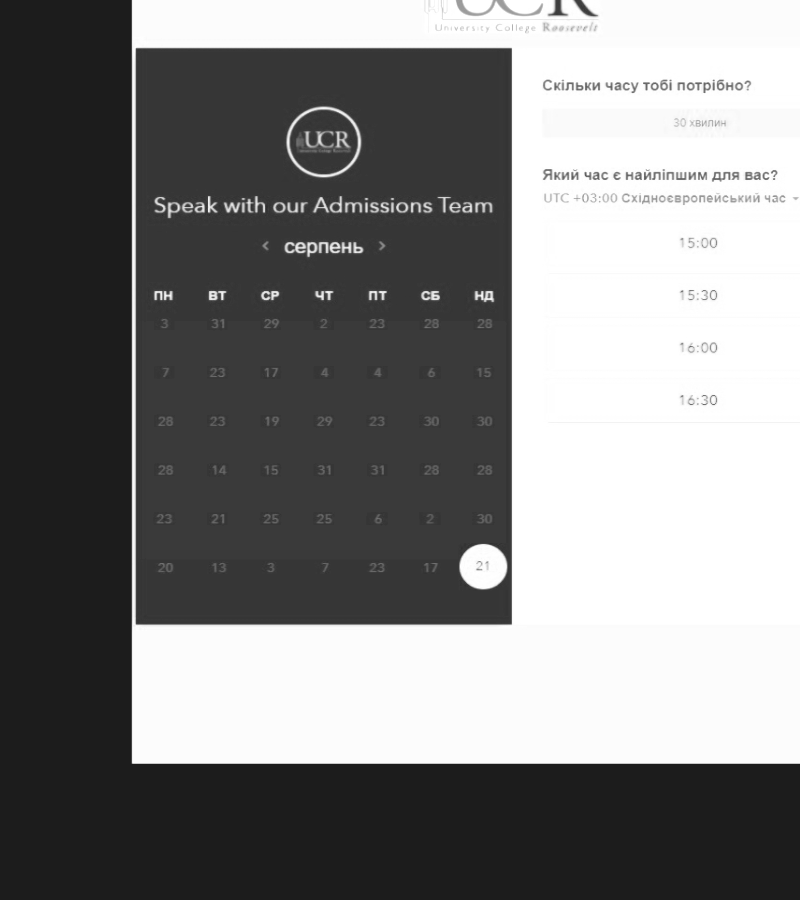 UCR
University College Roosevelt
UCR
Speak with our Admissions Team
< серпень >
ПН ВТ СР ЧТ ПТ СБ НД
3 31 29 2 23 28 28
7 23 17 4 4 6 15
28 23 19 29 23 30 30
28 14 15 31 31 28 28
23 21 25 25 6 2 30
20 13 3 7 23 17 21
Скільки часу тобі потрібно?
30 хвилин
Який час є найліпшим для вас?
UTC +03:00 Східноєвропейський час
15:00
15:30
16:00
16:30